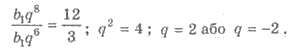 b₁q⁸/b₁q⁶ = 12/3 ; q² = 4 ; q = 2 або q = -2 .